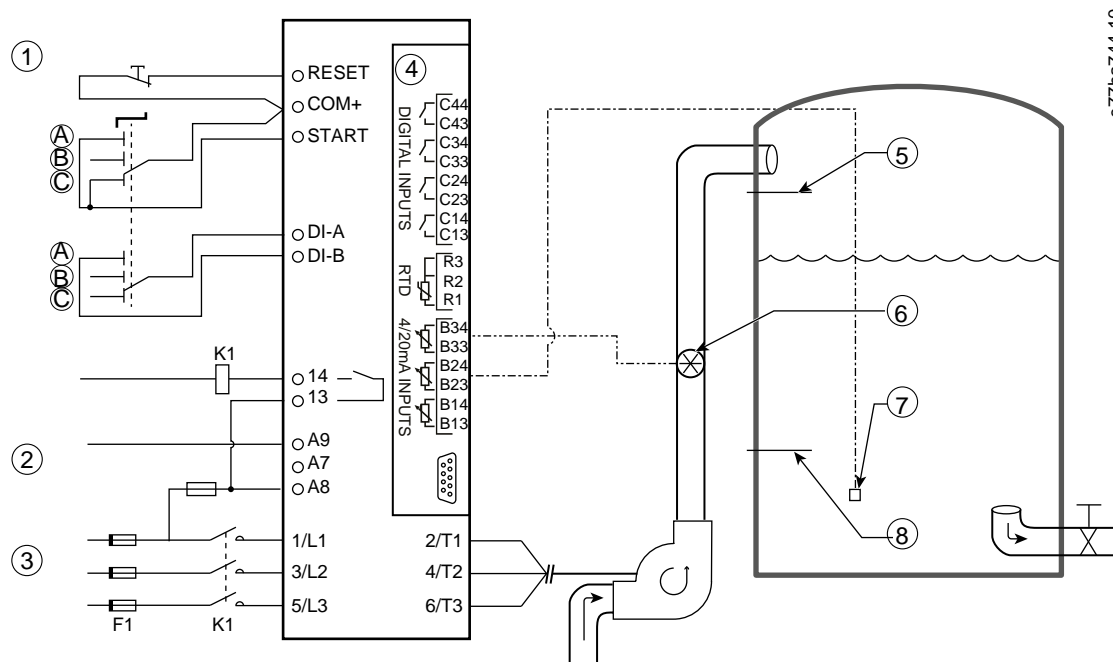 1
RESET
COM+
START
A
B
C
DI-A
DI-B
A
B
C
K1
14
13
2
A9
A7
A8
3
1/L1
3/L2
5/L3
F1
K1
4
DIGITAL INPUTS
C44
C43
C34
C33
C24
C23
C14
C13
RTD
R3
R2
R1
4/20mA INPUTS
B34
B33
B24
B23
B14
B13
2/T1
4/T2
6/T3
5
6
7
8